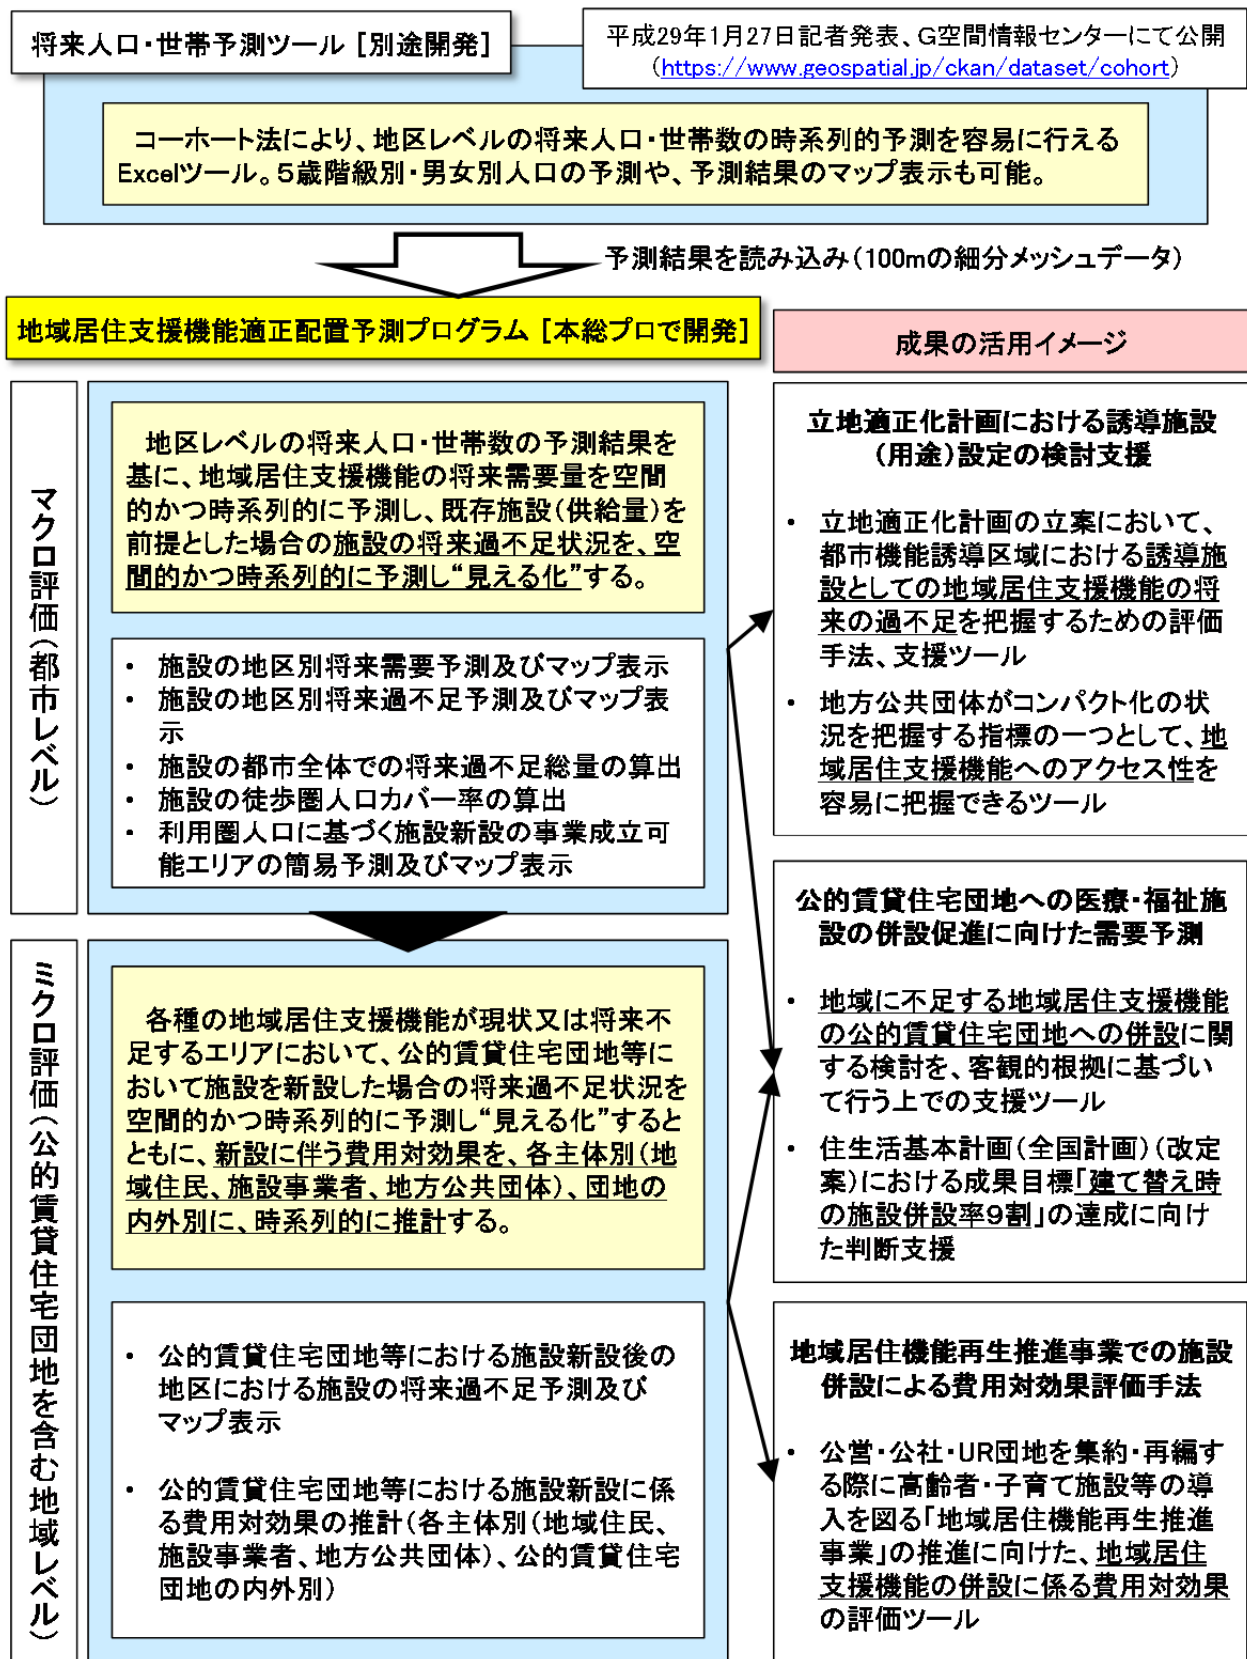 将来人口・世帯予測ツール [別途開発]
平成29年1月27日記者発表、G空間情報センターにて公開
（https://www.geospatial.jp/ckan/dataset/cohort）
コーホート法により、地区レベルの将来人口・世帯数の時系列的予測を容易に行える
Excelツール。５歳階級別・男女別人口の予測や、予測結果のマップ表示も可能。
予測結果を読み込み（100mの細分メッシュデータ）
地域居住支援機能適正配置予測プログラム [本総プロで開発]
マクロ評価（都市レベル）
地区レベルの将来人口・世帯数の予測結果を
基に、地域居住支援機能の将来需要量を空間
的かつ時系列的に予測し、既存施設（供給量）を
前提とした場合の施設の将来過不足状況を、空
間的かつ時系列的に予測し“見える化”する。
・ 施設の地区別将来需要予測及びマップ表示
・ 施設の地区別将来過不足予測及びマップ表
示
・ 施設の都市全体での将来過不足総量の算出
・ 施設の徒歩圏人口カバー率の算出
・ 利用圏人口に基づく施設新設の事業成立可
能エリアの簡易予測及びマップ表示
ミクロ評価（公的賃貸住宅団地を含む地域レベル）
各種の地域居住支援機能が現状又は将来不
足するエリアにおいて、公的賃貸住宅団地等に
おいて施設を新設した場合の将来過不足状況を
空間的かつ時系列的に予測し“見える化”すると
ともに、新設に伴う費用対効果を、各主体別（地
域住民、施設事業者、地方公共団体）、団地の
内外別に、時系列的に推計する。
・ 公的賃貸住宅団地等における施設新設後の
地区における施設の将来過不足予測及び
マップ表示
・ 公的賃貸住宅団地等における施設新設に係
る費用対効果の推計（各主体別（地域住民、
施設事業者、地方公共団体）、公的賃貸住宅
団地の内外別）
成果の活用イメージ
立地適正化計画における誘導施設
（用途）設定の検討支援
・ 立地適正化計画の立案において、
都市機能誘導区域における誘導施
設としての地域居住支援機能の将
来の過不足を把握するための評価
手法、支援ツール
・ 地方公共団体がコンパクト化の状
況を把握する指標の一つとして、地
域居住支援機能へのアクセス性を
容易に把握できるツール
公的賃貸住宅団地への医療・福祉施
設の併設促進に向けた需要予測
・ 地域に不足する地域居住支援機能
の公的賃貸住宅団地への併設に関
する検討を、客観的根拠に基づい
て行う上での支援ツール
・ 住生活基本計画（全国計画）（改定
案）における成果目標「建て替え時
の施設併設率９割」の達成に向け
た判断支援
地域居住機能再生推進事業での施設
併設による費用対効果評価手法
・ 公営・公社・UR団地を集約・再編す
る際に高齢者・子育て施設等の導
入を図る「地域居住機能再生推進
事業」の推進に向けた、地域居住
支援機能の併設に係る費用対効果
の評価ツール